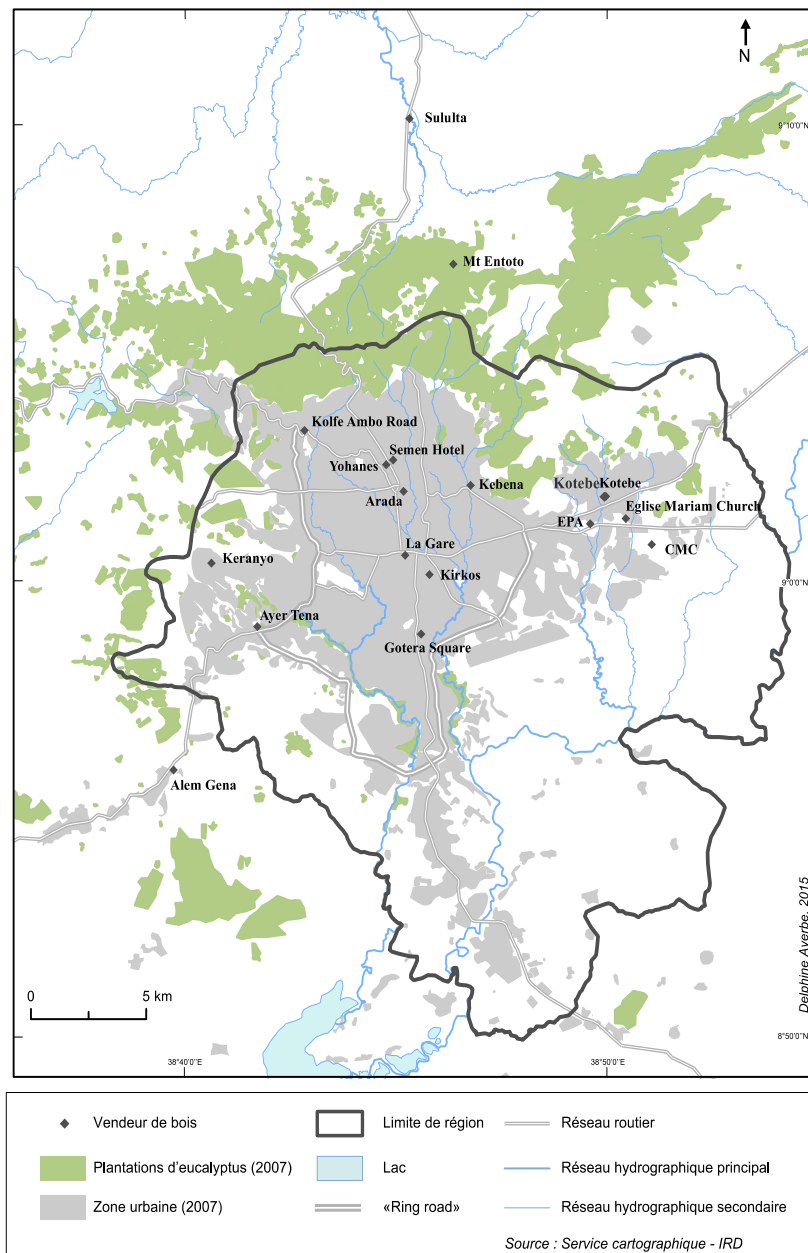 N
Sululta
9°10'0"N
Mt Entoto
Kolfe Ambo Road
Semen Hotel
Yohanes
Kebena
Kotebe
Kotebe
Arada
Eglise Mariam Church
EPA
CMC
La Gare
Keranyo
Kirkos
9°0'0"N
Ayer Tena
Gotera Square
Alem Gena
Delphine Ayerbe, 2015
0
5 km
8°50'0"N
38°40'0"E
38°50'0"E
Vendeur de bois
Limite de région
Réseau routier
Plantations d'eucalyptus (2007)
Lac
Réseau hydrographique principal
Zone urbaine (2007)
«Ring road»
Réseau hydrographique secondaire
Source : Service cartographique - IRD